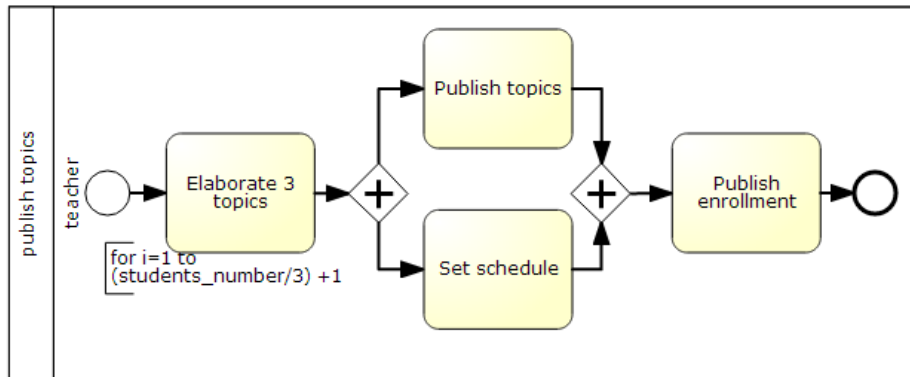 publish topics
teacher
Elaborate 3
topics
for i=1 to
(students_number/3) +1
Publish topics
Set schedule
Publish
enrollment